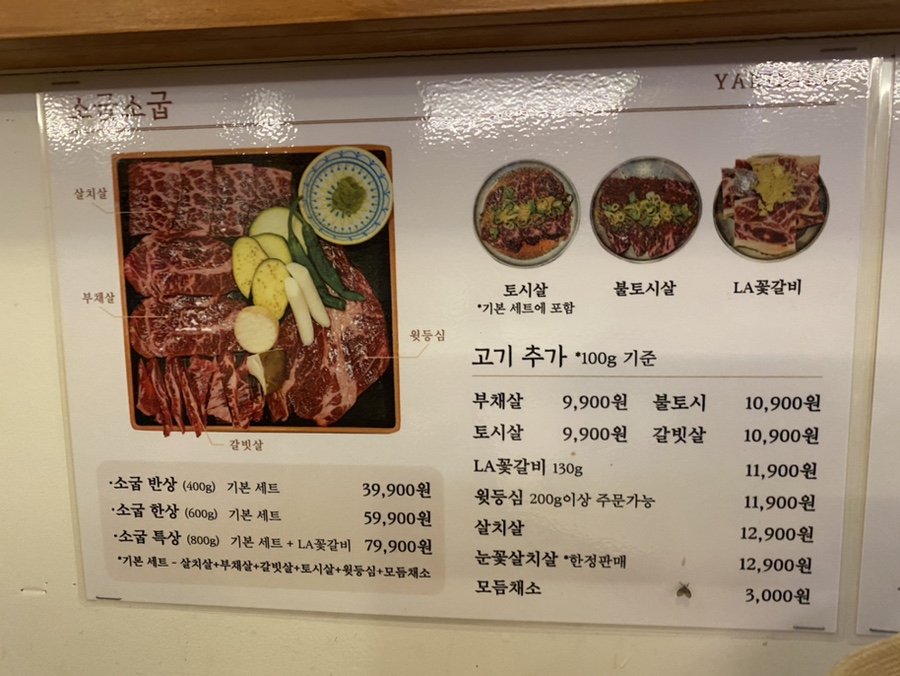 소굽소굽
살치살
부채살
윗등심
갈빗살
·소굽 반상 (400g) 기본 세트 39,900원
·소굽 한상 (600g) 기본 세트 59,900원
·소굽 특상 (800g) 기본 세트 + LA꽃갈비 79,900원
*기본 세트 - 살치살+부채살+갈빗살+토시살+윗등심+모듬채소
토시살
*기본 세트에 포함
불토시살
LA꽃갈비
고기 추가 *100g 기준
부채살 9,900원 불토시 10,900원
토시살 9,900원 갈빗살 10,900원
LA꽃갈비 130g 11,900원
윗등심 200g이상 주문가능 11,900원
살치살 12,900원
눈꽃살치살 *한정판매 12,900원
모듬채소 3,000원